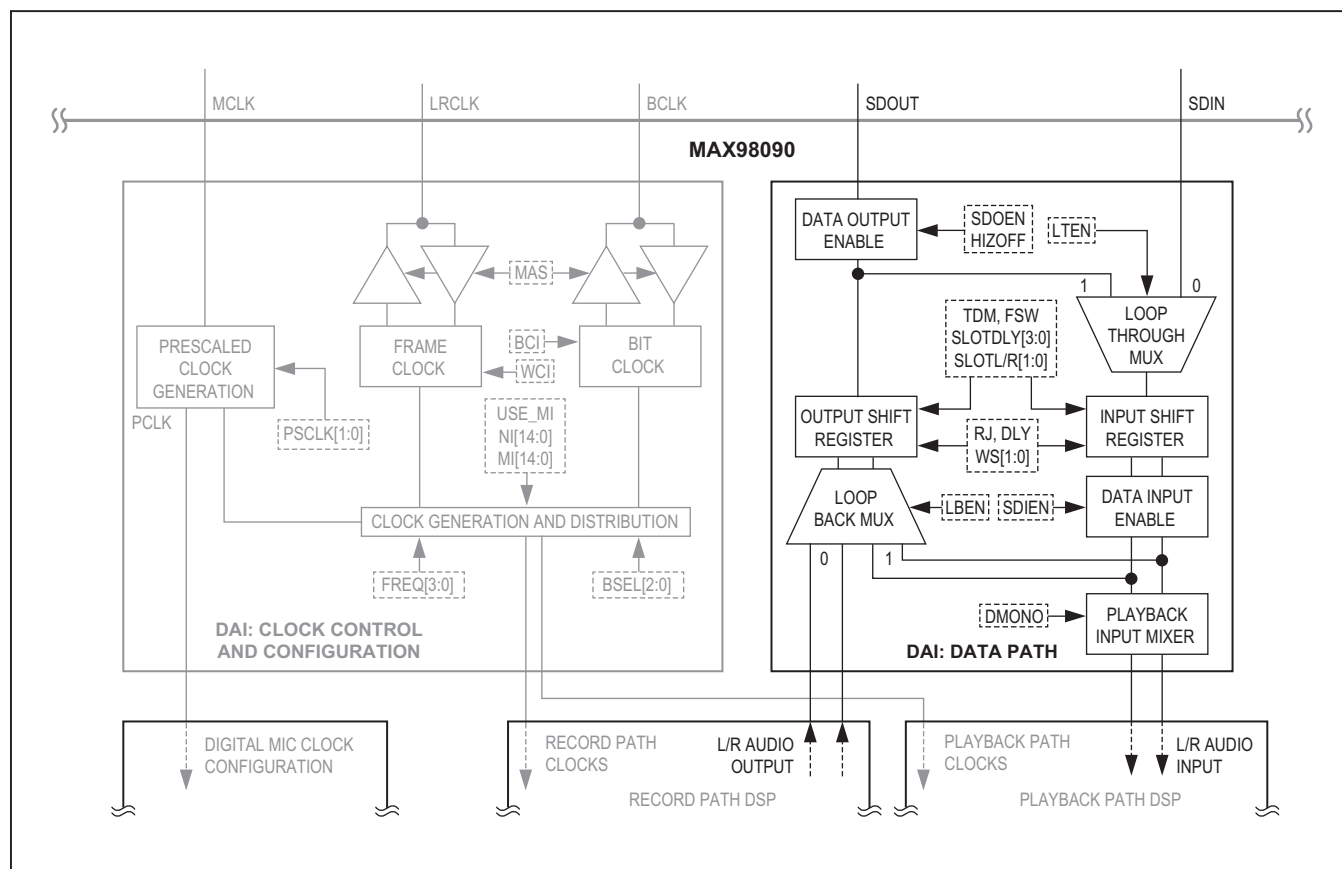 MCLK
LRCLK
BCLK
SDOUT
SDIN
MAX98090
DATA OUTPUT
ENABLE
SDOEN
HIZOFF
LTEN
MAS
1
0
LOOP
THROUGH
MUX
TDM, FSW
SLOTDLY[3:0]
SLOTL/R[1:0]
PRESCALED
CLOCK
GENERATION
FRAME
CLOCK
BCI
WCI
BIT
CLOCK
PCLK
PSCLK[1:0]
USE_MI
NI[14:0]
MI[14:0]
OUTPUT SHIFT
REGISTER
RJ, DLY
WS[1:0]
INPUT SHIFT
REGISTER
LOOP
BACK MUX
LBEN
SDIEN
DATA INPUT
ENABLE
CLOCK GENERATION AND DISTRIBUTION
0
1
FREQ[3:0]
BSEL[2:0]
DMONO
PLAYBACK
INPUT MIXER
DAI: CLOCK CONTROL
AND CONFIGURATION
DAI: DATA PATH
DIGITAL MIC CLOCK
CONFIGURATION
RECORD PATH
CLOCKS
L/R AUDIO
OUTPUT
RECORD PATH DSP
PLAYBACK PATH
CLOCKS
L/R AUDIO
INPUT
PLAYBACK PATH DSP